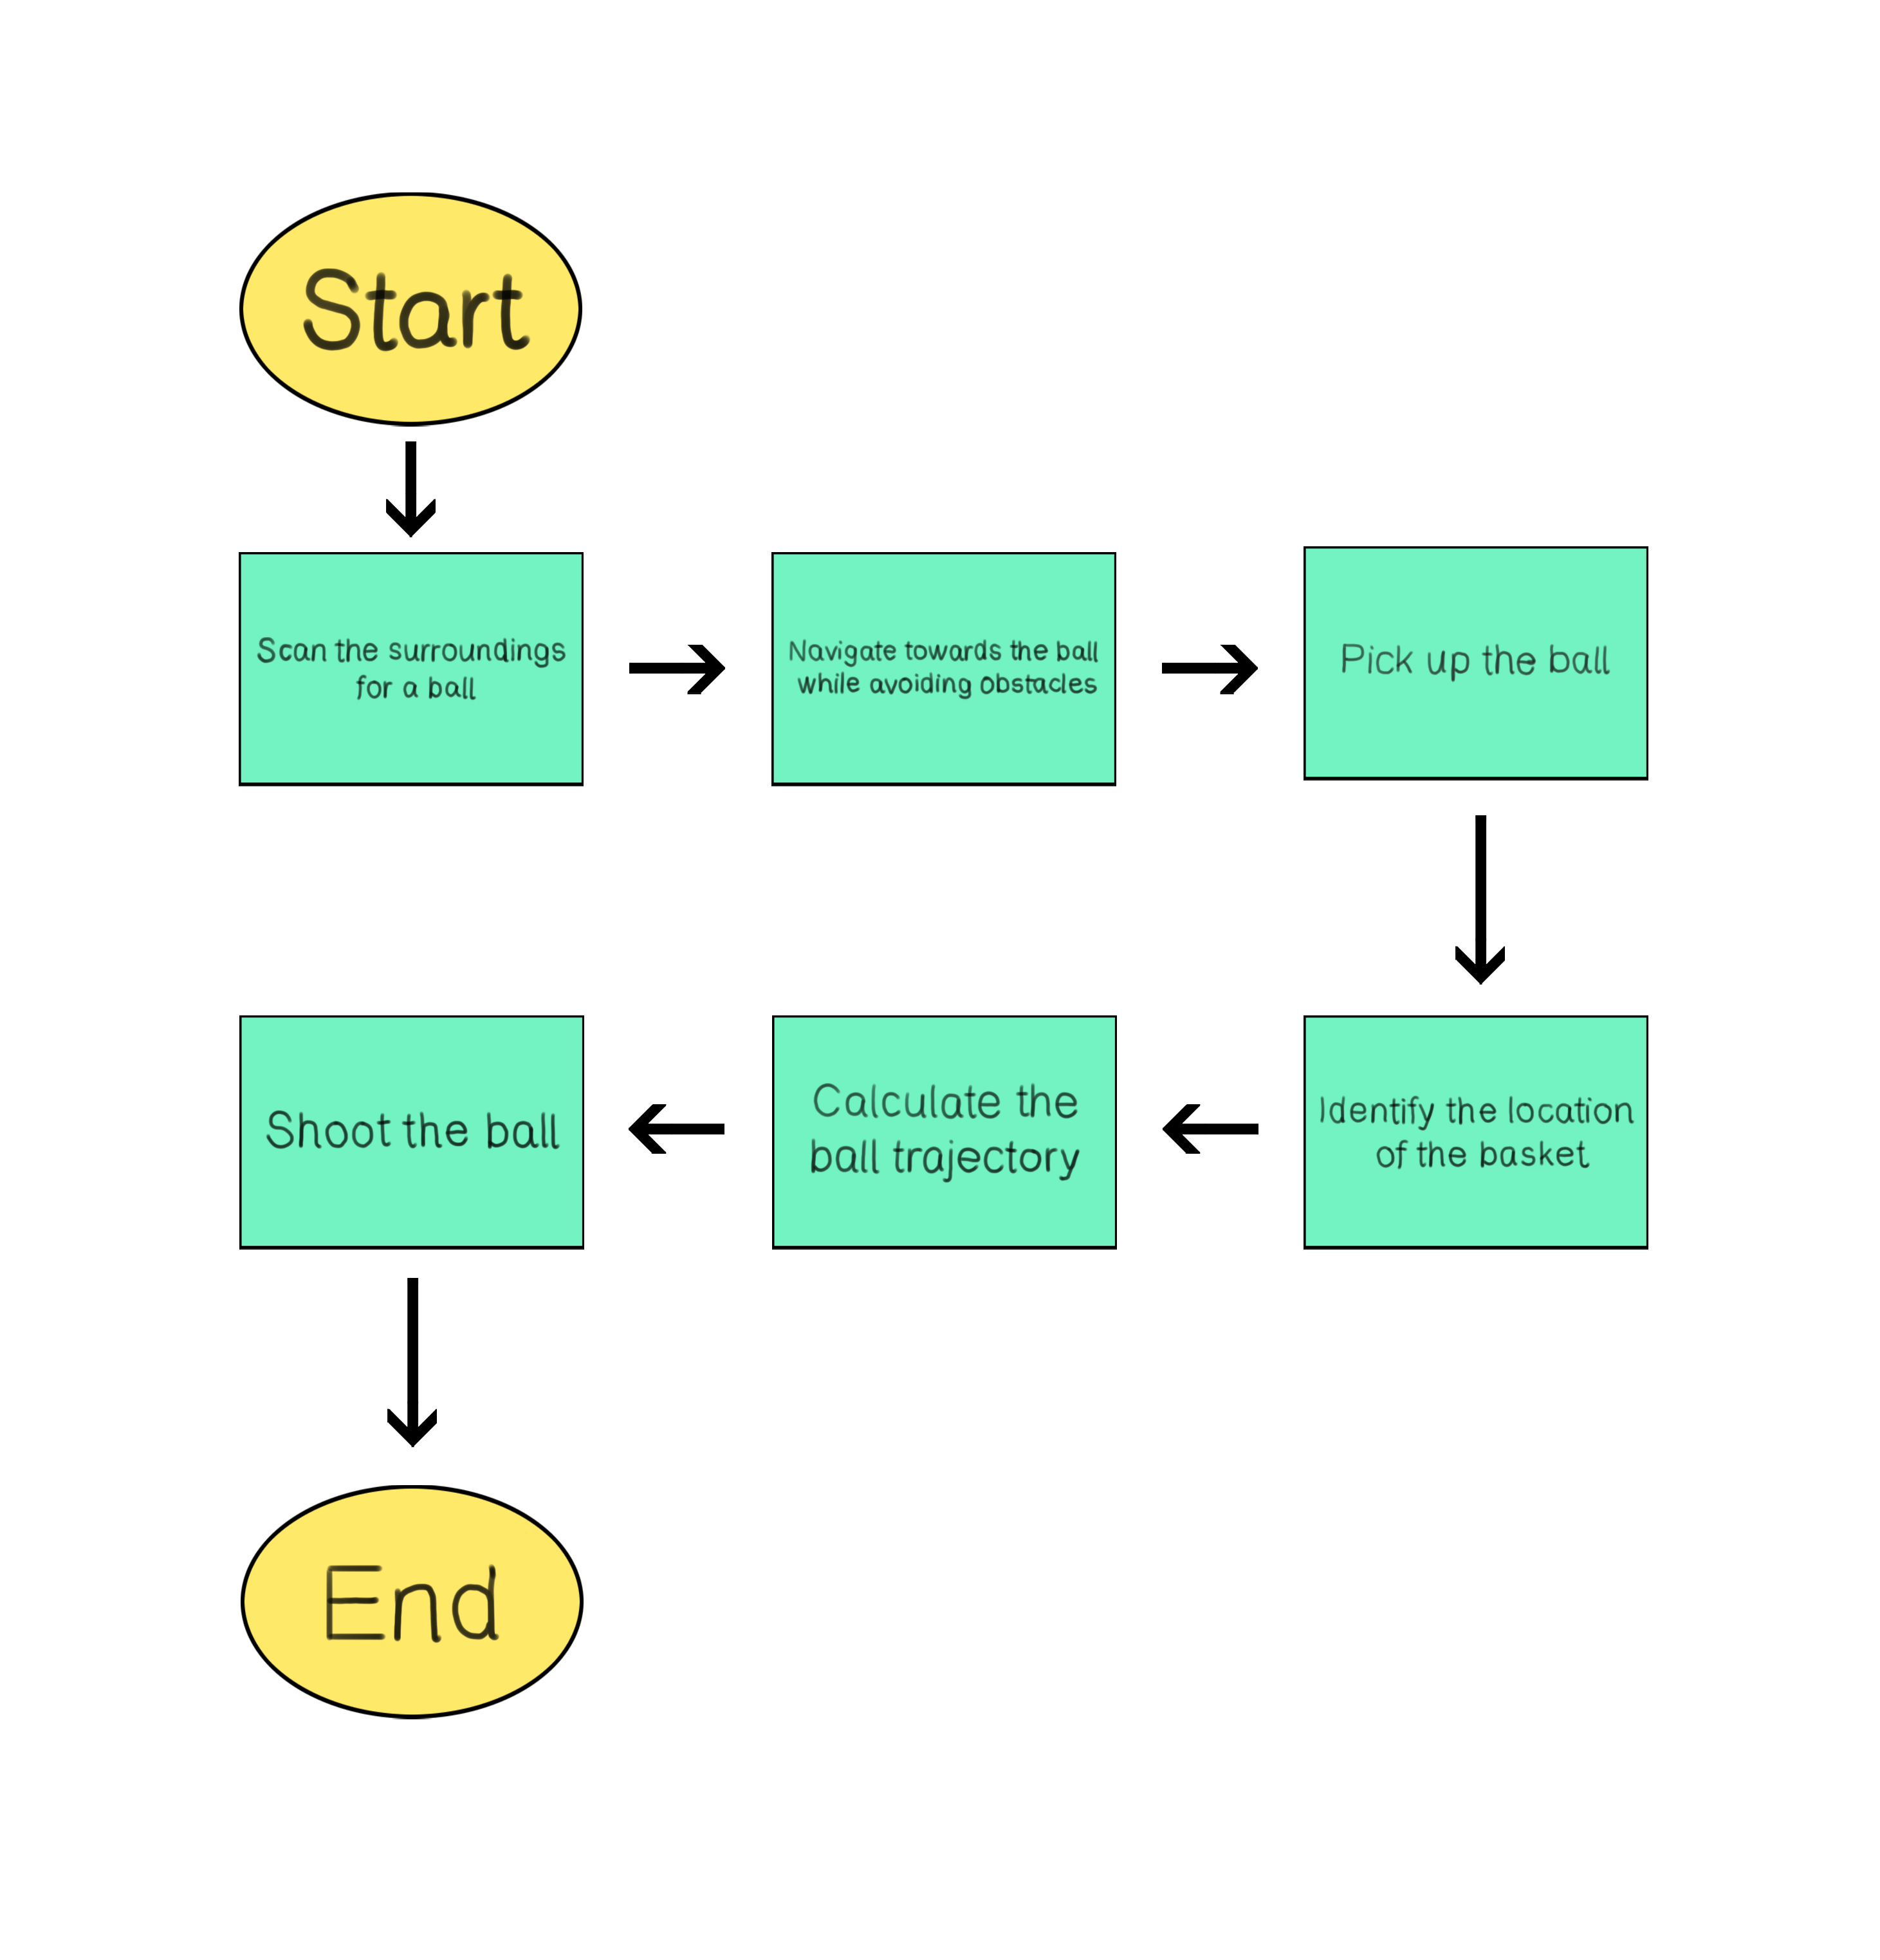 Start
Scan the surroundings
for a ball
Navigate towards the ball
while avoiding obstacles
Pick up the ball
Identify the location
of the basket
Calculate the
ball trajectory
Shoot the ball
End